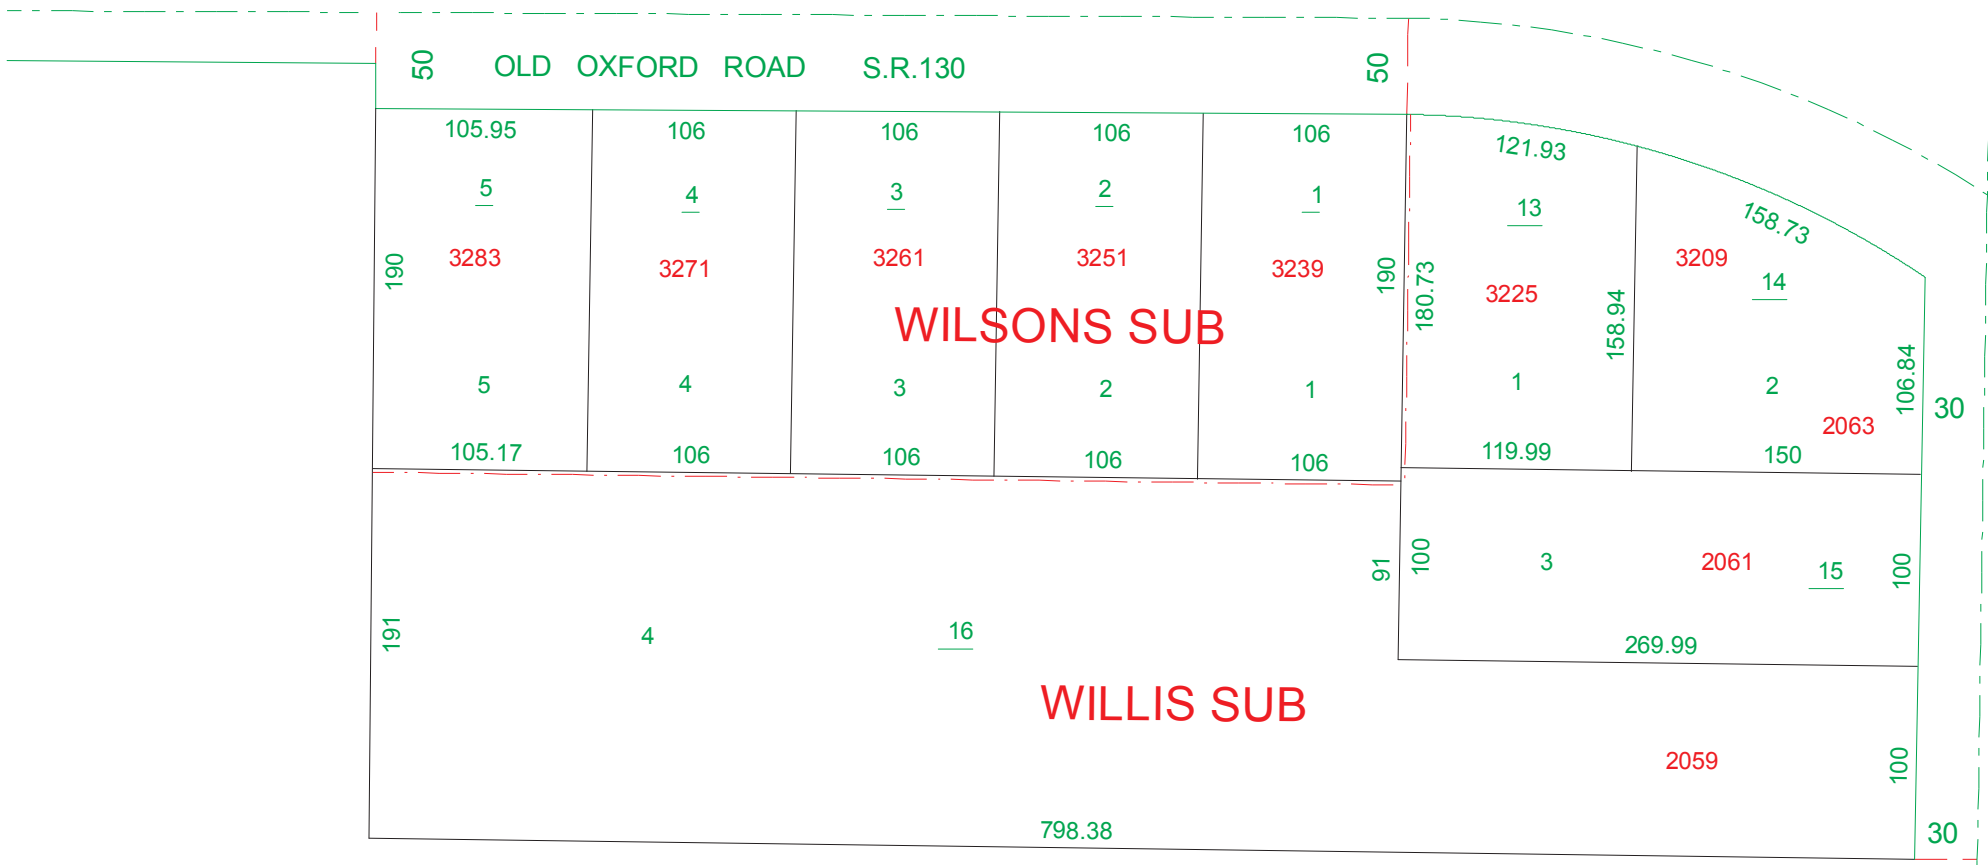 50 OLD OXFORD ROAD S.R.130 50
105.95 106 106 106 106 121.93
5 4 3 2 1 13 158.73
3283 3271 3261 3251 3239 3225 3209 14
190 190 180.73 158.94 106.84
WILSONS SUB
5 4 3 2 1 1 2 30
2063
105.17 106 106 106 106 119.99 150
91 100 3 2061 15 100
191 4 16 269.99
WILLIS SUB
2059 100
798.38 30